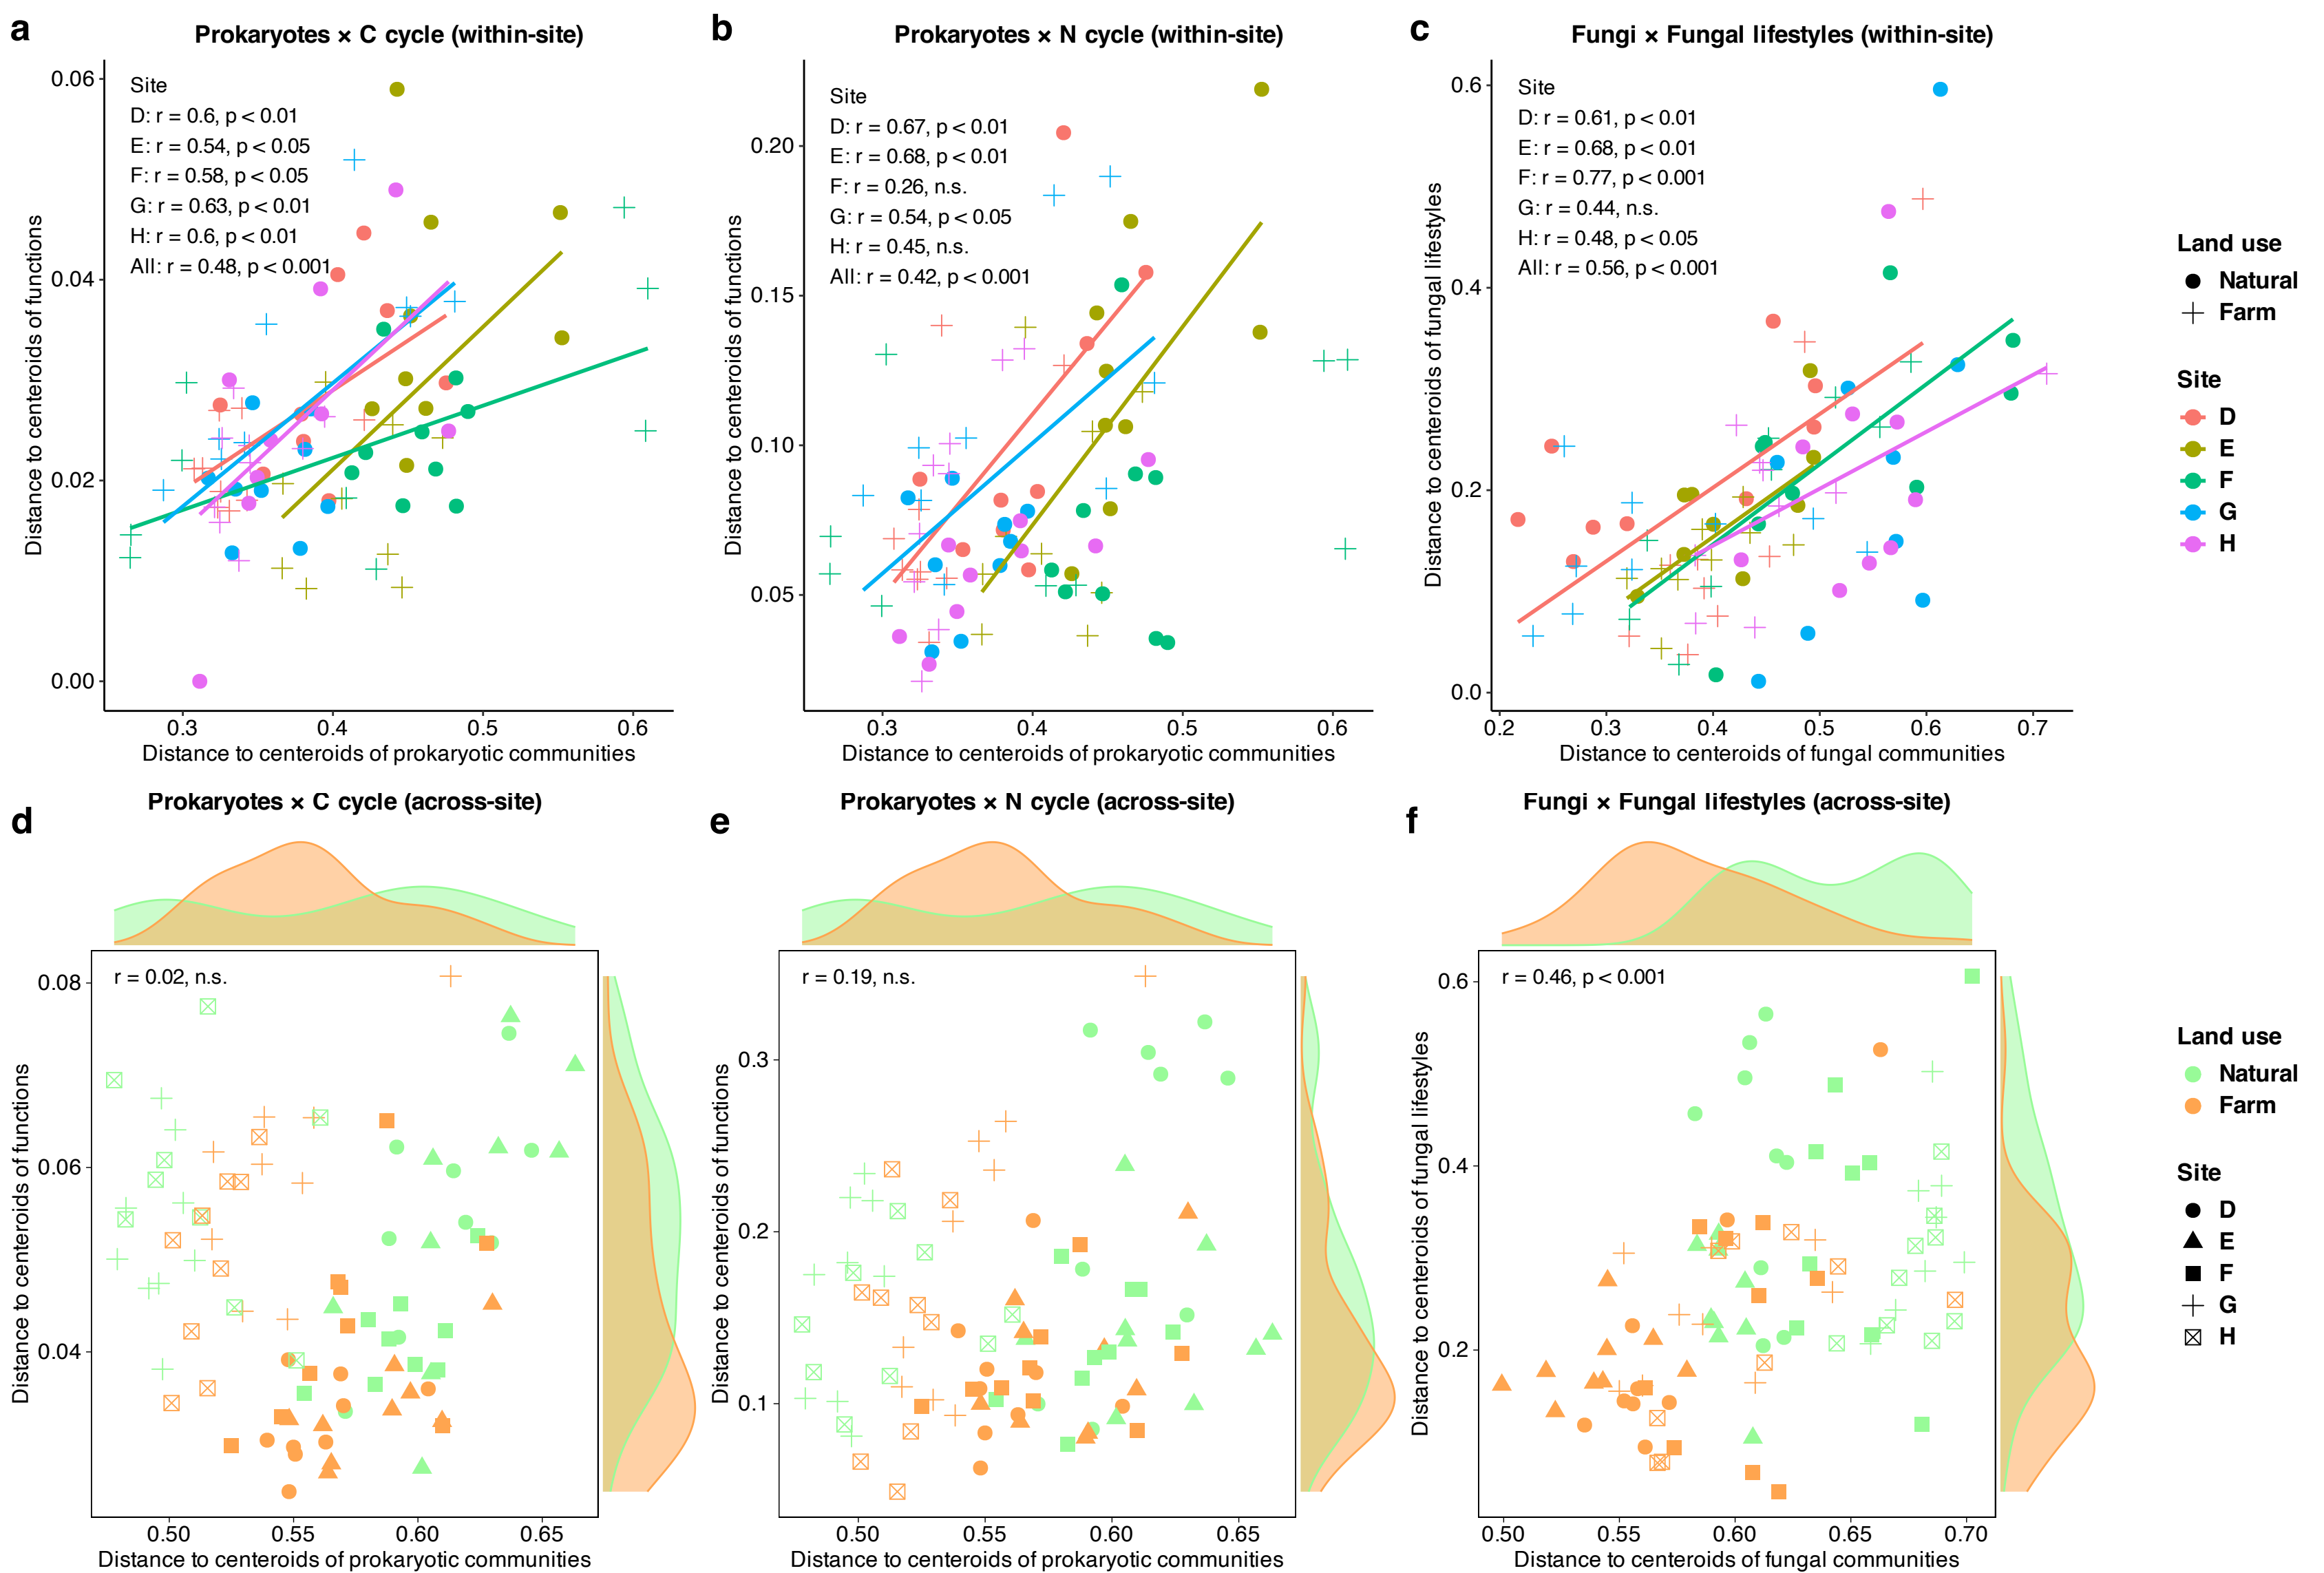 a
Prokaryotes × C cycle (within-site)
Site
D: r = 0.6, p < 0.01
E: r = 0.54, p < 0.05
F: r = 0.58, p < 0.05
G: r = 0.63, p < 0.01
H: r = 0.6, p < 0.01
All: r = 0.48, p < 0.001
0.06
0.04
0.02
0.00
0.3 0.4 0.5 0.6
Distance to centeroids of functions
Distance to centeroids of prokaryotic communities
b
Prokaryotes × N cycle (within-site)
Site
D: r = 0.67, p < 0.01
E: r = 0.68, p < 0.01
F: r = 0.26, n.s.
G: r = 0.54, p < 0.05
H: r = 0.45, n.s.
All: r = 0.42, p < 0.001
0.20
0.15
0.10
0.05
0.3 0.4 0.5 0.6
Distance to centeroids of functions
Distance to centeroids of prokaryotic communities
c
Fungi × Fungal lifestyles (within-site)
Site
D: r = 0.61, p < 0.01
E: r = 0.68, p < 0.01
F: r = 0.77, p < 0.001
G: r = 0.44, n.s.
H: r = 0.48, p < 0.05
All: r = 0.56, p < 0.001
0.6
0.4
0.2
0.0
0.2 0.3 0.4 0.5 0.6 0.7
Distance to centeroids of fungal lifestyles
Distance to centeroids of fungal communities
Land use
Natural
Farm
Site
D
E
F
G
H
d
Prokaryotes × C cycle (across-site)
r = 0.02, n.s.
0.08
0.06
0.04
0.50 0.55 0.60 0.65
Distance to centeroids of functions
Distance to centeroids of prokaryotic communities
e
Prokaryotes × N cycle (across-site)
r = 0.19, n.s.
0.3
0.2
0.1
0.50 0.55 0.60 0.65
Distance to centeroids of functions
Distance to centeroids of prokaryotic communities
f
Fungi × Fungal lifestyles (across-site)
r = 0.46, p < 0.001
0.6
0.4
0.2
0.50 0.55 0.60 0.65 0.70
Distance to centeroids of fungal lifestyles
Distance to centeroids of fungal communities
Land use
Natural
Farm
Site
D
E
F
G
H